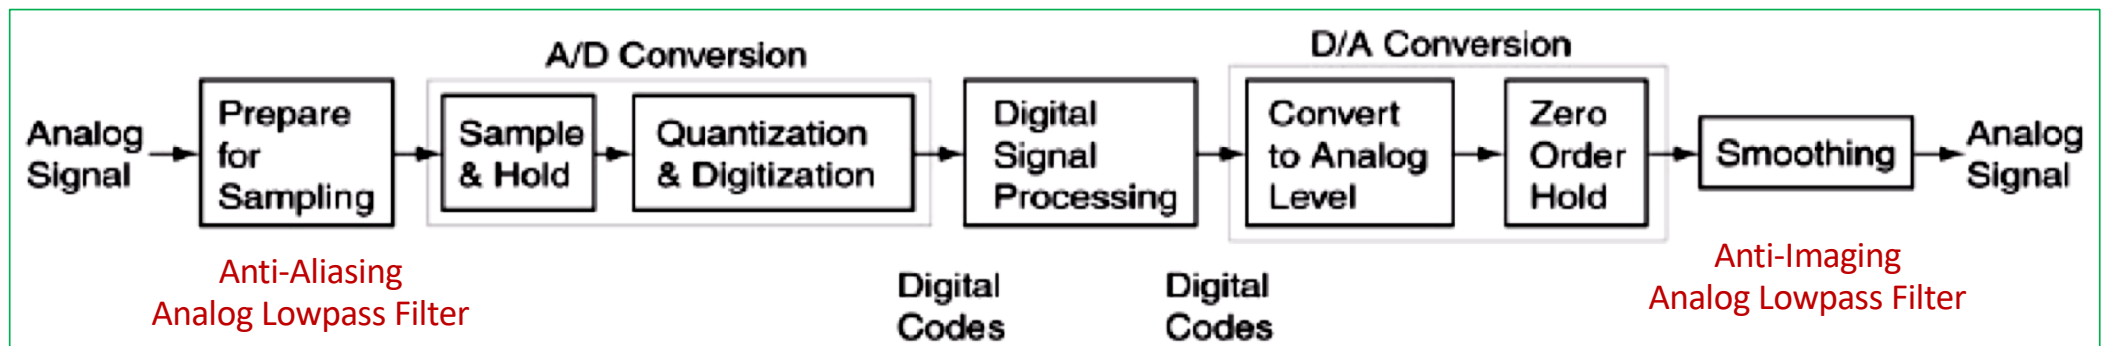 A/D Conversion
D/A Conversion
Analog
Signal
Prepare
for
Sampling
Sample
& Hold
Quantization
& Digitization
Digital
Signal
Processing
Convert
to Analog
Level
Zero
Order
Hold
Smoothing
Analog
Signal
Anti-Aliasing
Analog Lowpass Filter
Digital
Codes
Digital
Codes
Anti-Imaging
Analog Lowpass Filter